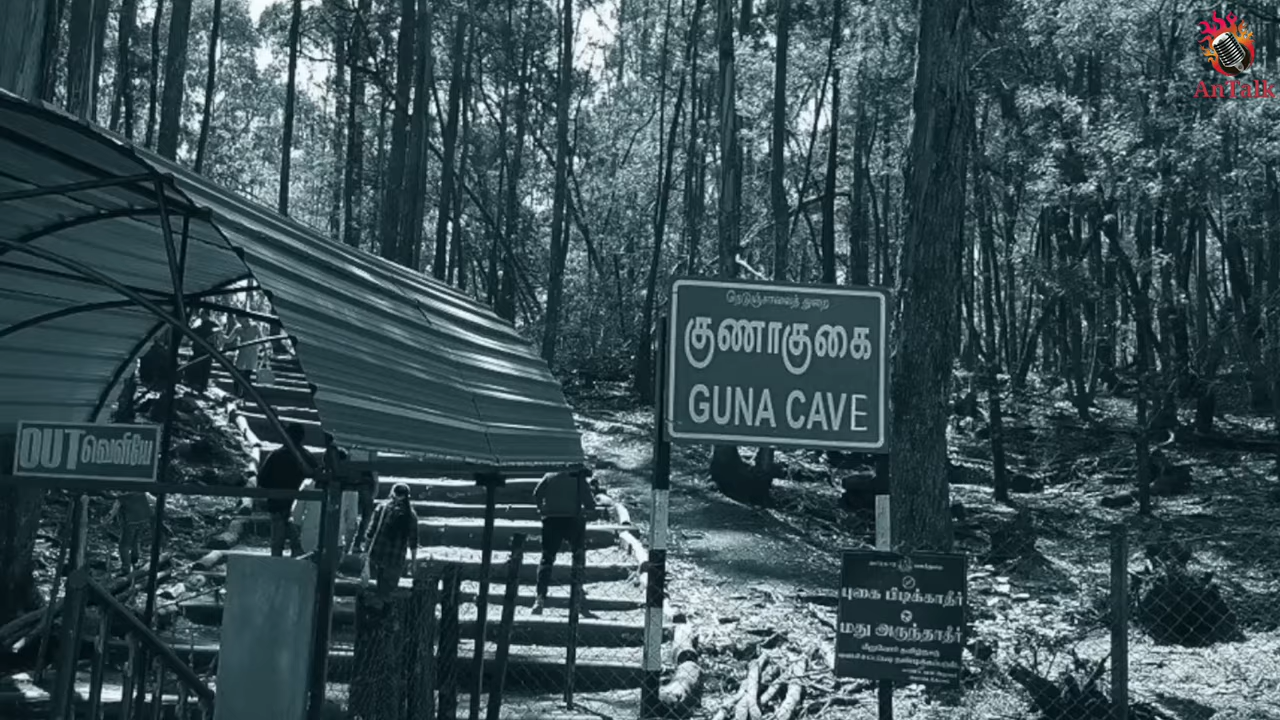 AnTalk
நெடுஞ்சாலைத் துறை
குணாகுகை
GUNA CAVE
OUT வெளியே
புகை பிடிக்காதீர்
மது அருந்தாதீர்